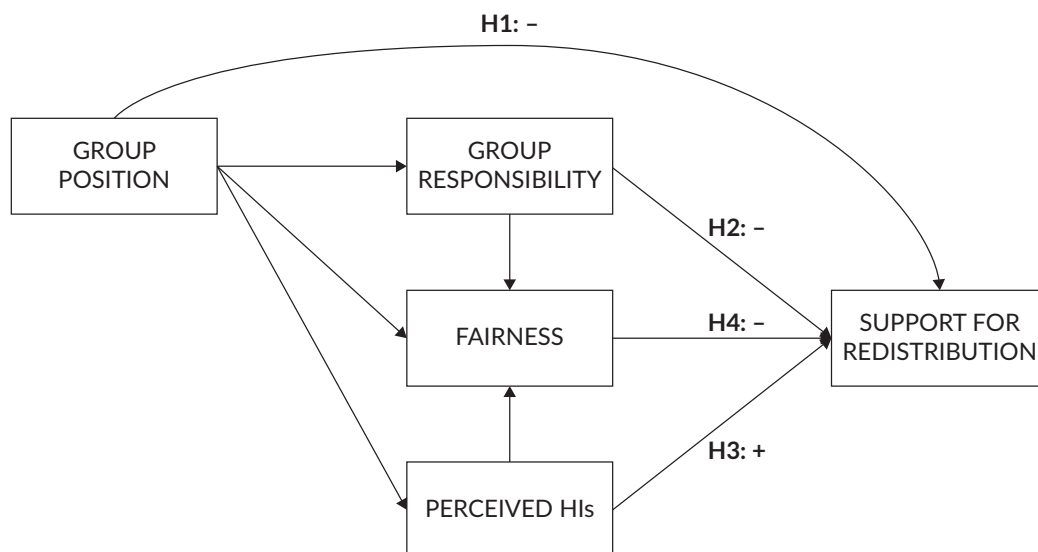 H1: –
GROUP
POSITION
GROUP
RESPONSIBILITY
H2: –
FAIRNESS
H4: –
SUPPORT FOR
REDISTRIBUTION
H3: +
PERCEIVED HIs